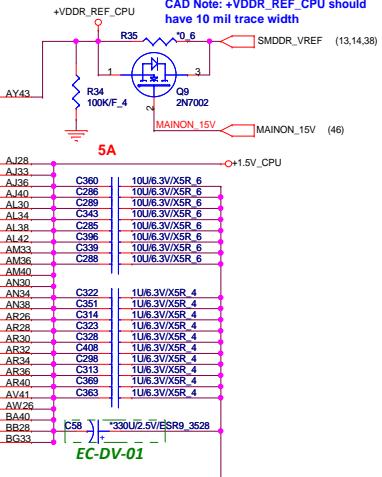 CAD Note: +VDDR_REF_CPU should
have 10 mil trace width
+VDDR_REF_CPU
R35 *0_6
SMDDR_VREF (13,14,38)
1 3
AY43
R34
100K/F_4
Q9
2N7002
2
MAINON_15V
MAINON_15V (46)
5A
AJ28
+1.5V_CPU
AJ33
AJ36 C360 10U/6.3V/X5R_6
AJ40 C286 10U/6.3V/X5R_6
AL30 C289 10U/6.3V/X5R_6
AL34 C343 10U/6.3V/X5R_6
AL38 C285 10U/6.3V/X5R_6
AL42 C396 10U/6.3V/X5R_6
AM33 C339 10U/6.3V/X5R_6
AM36 C288 10U/6.3V/X5R_6
AM40
AN30
AN34 C322 1U/6.3V/X5R_4
AN38 C351 1U/6.3V/X5R_4
AR26 C314 1U/6.3V/X5R_4
AR28 C323 1U/6.3V/X5R_4
AR30 C328 1U/6.3V/X5R_4
AR32 C408 1U/6.3V/X5R_4
AR34 C298 1U/6.3V/X5R_4
AR36 C313 1U/6.3V/X5R_4
AR40 C369 1U/6.3V/X5R_4
AV41 C363 1U/6.3V/X5R_4
AW26
BA40
BB28 C58 + *330U/2.5V/ESR9_3528
BG33
EC-DV-01